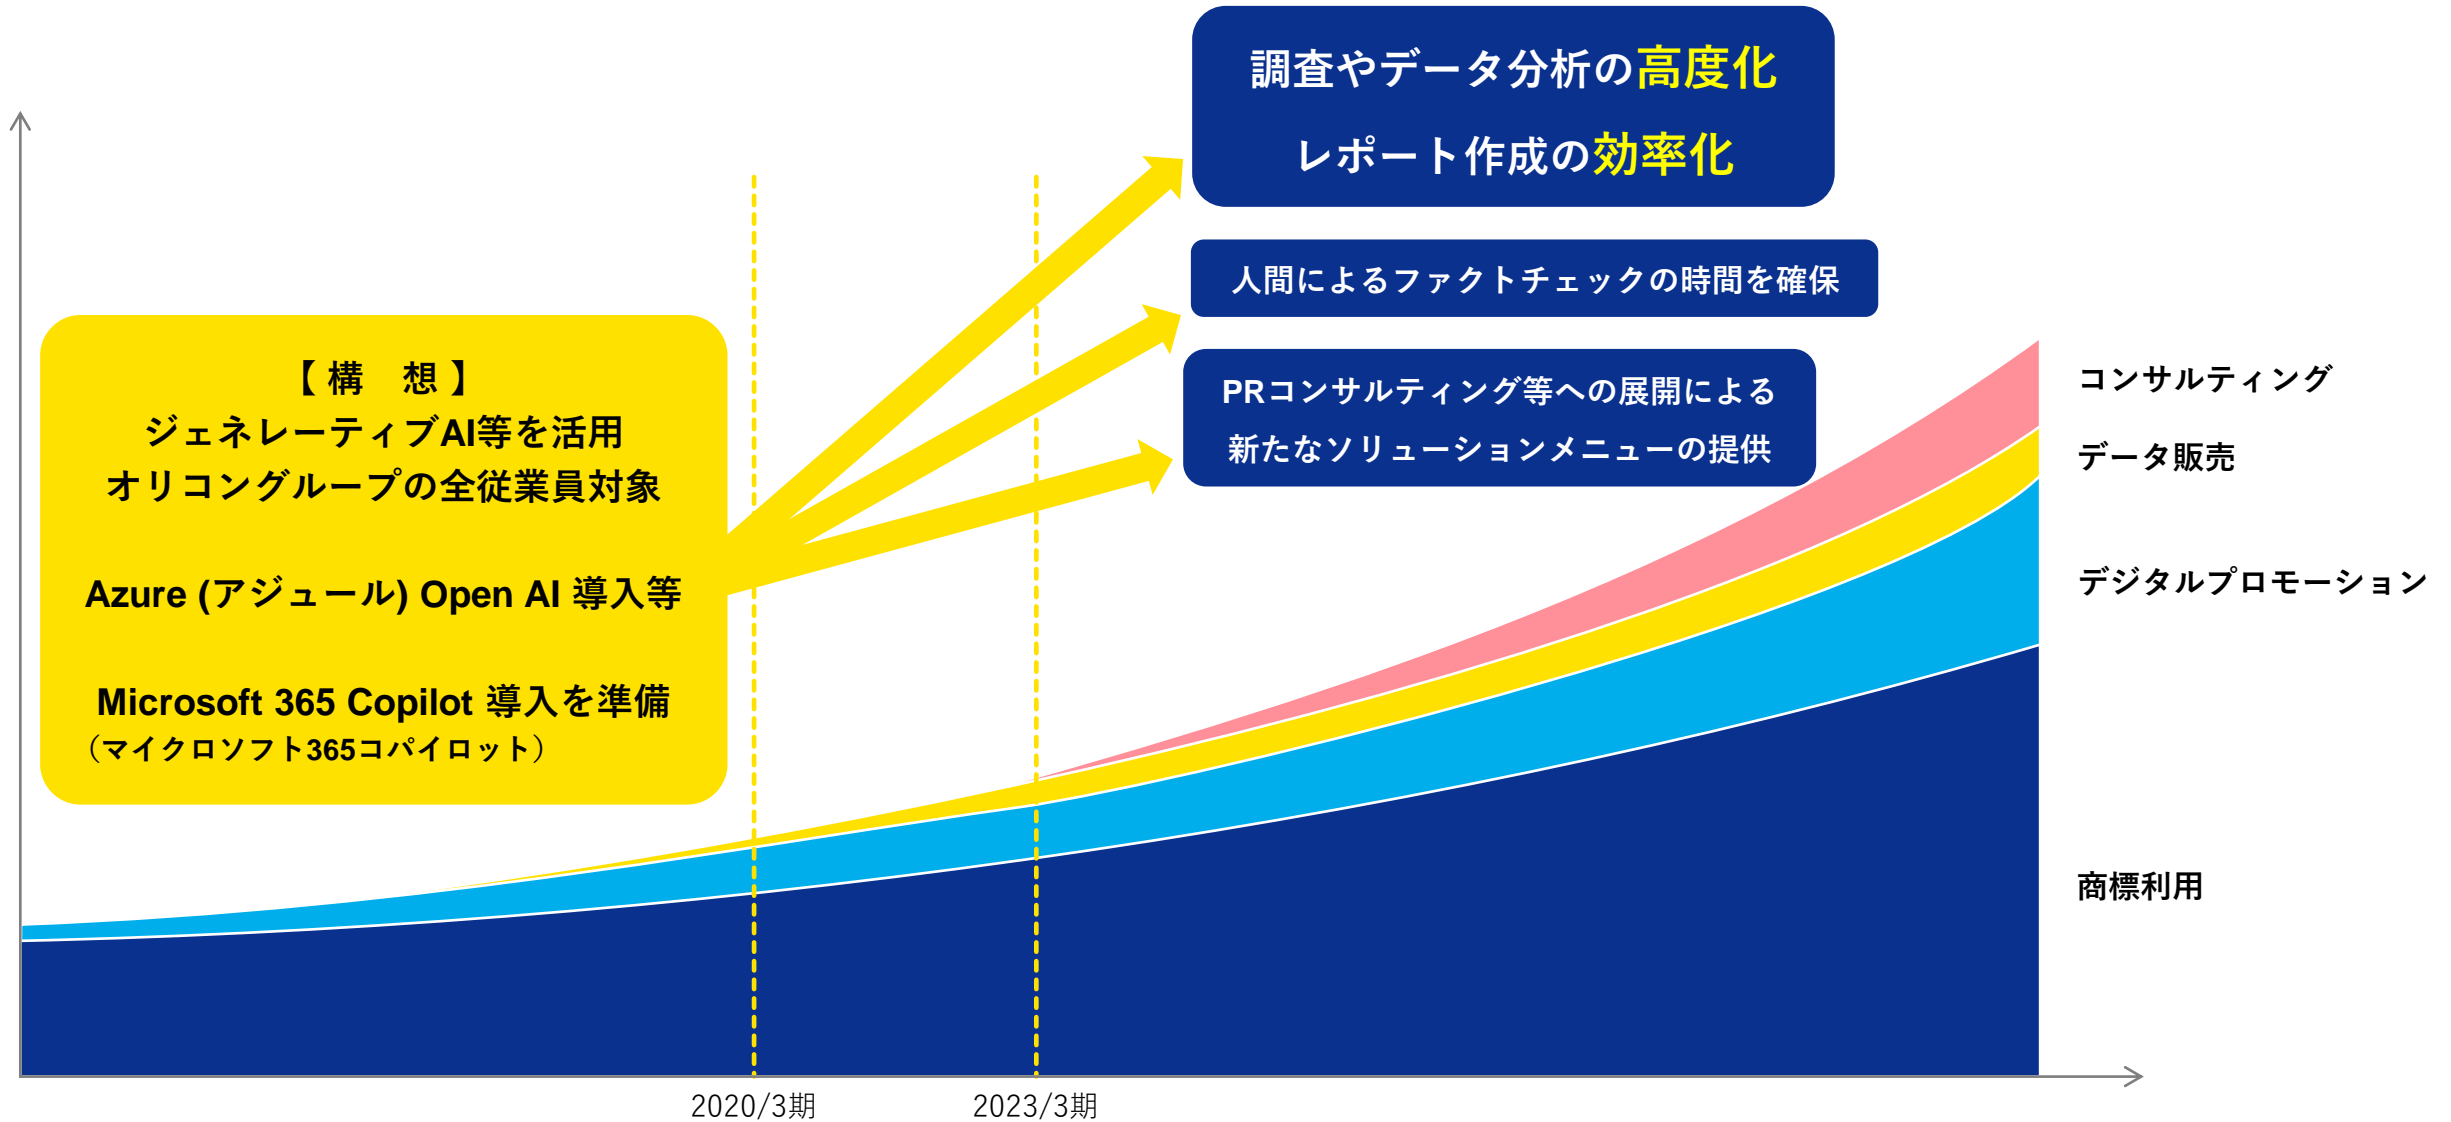 調査やデータ分析の高度化
レポート作成の効率化
人間によるファクトチェックの時間を確保
PRコンサルティング等への展開による
新たなソリューションメニューの提供
【 構　想 】
ジェネレーティブAI等を活用
オリコングループの全従業員対象
Azure (アジュール) Open AI 導入等
Microsoft 365 Copilot 導入を準備
（マイクロソフト365コパイロット）
コンサルティング
データ販売
デジタルプロモーション
商標利用
2020/3期
2023/3期